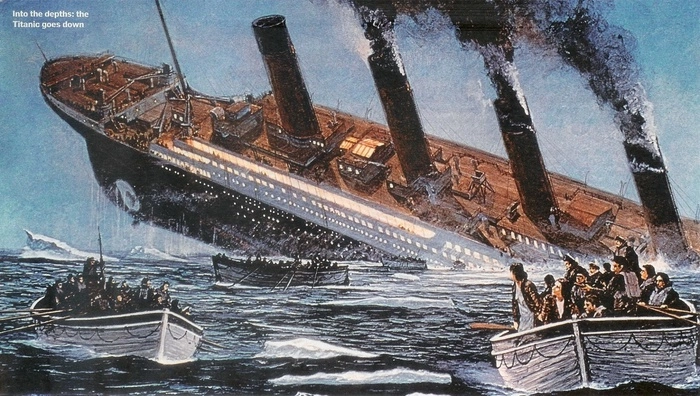 Into the depths: the
Titanic goes down